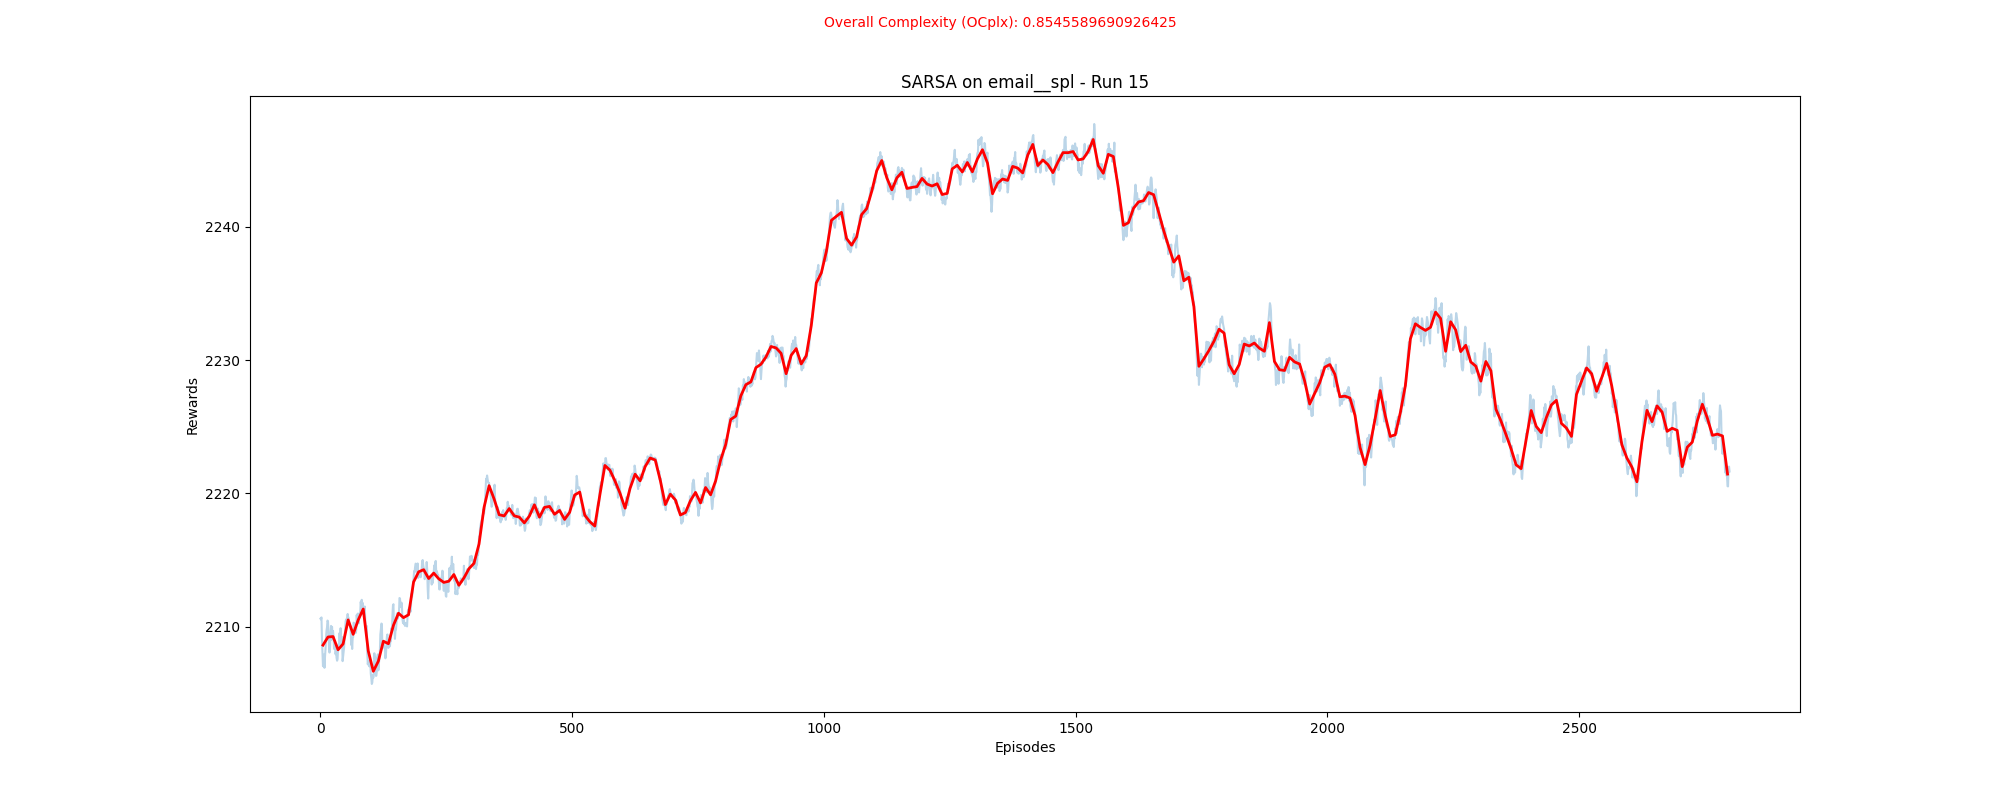 Overall Complexity (OCplx): 0.8545589690926425
SARSA on email__spl - Run 15
2240
2230
2220
2210
Rewards
0 500 1000 1500 2000 2500
Episodes